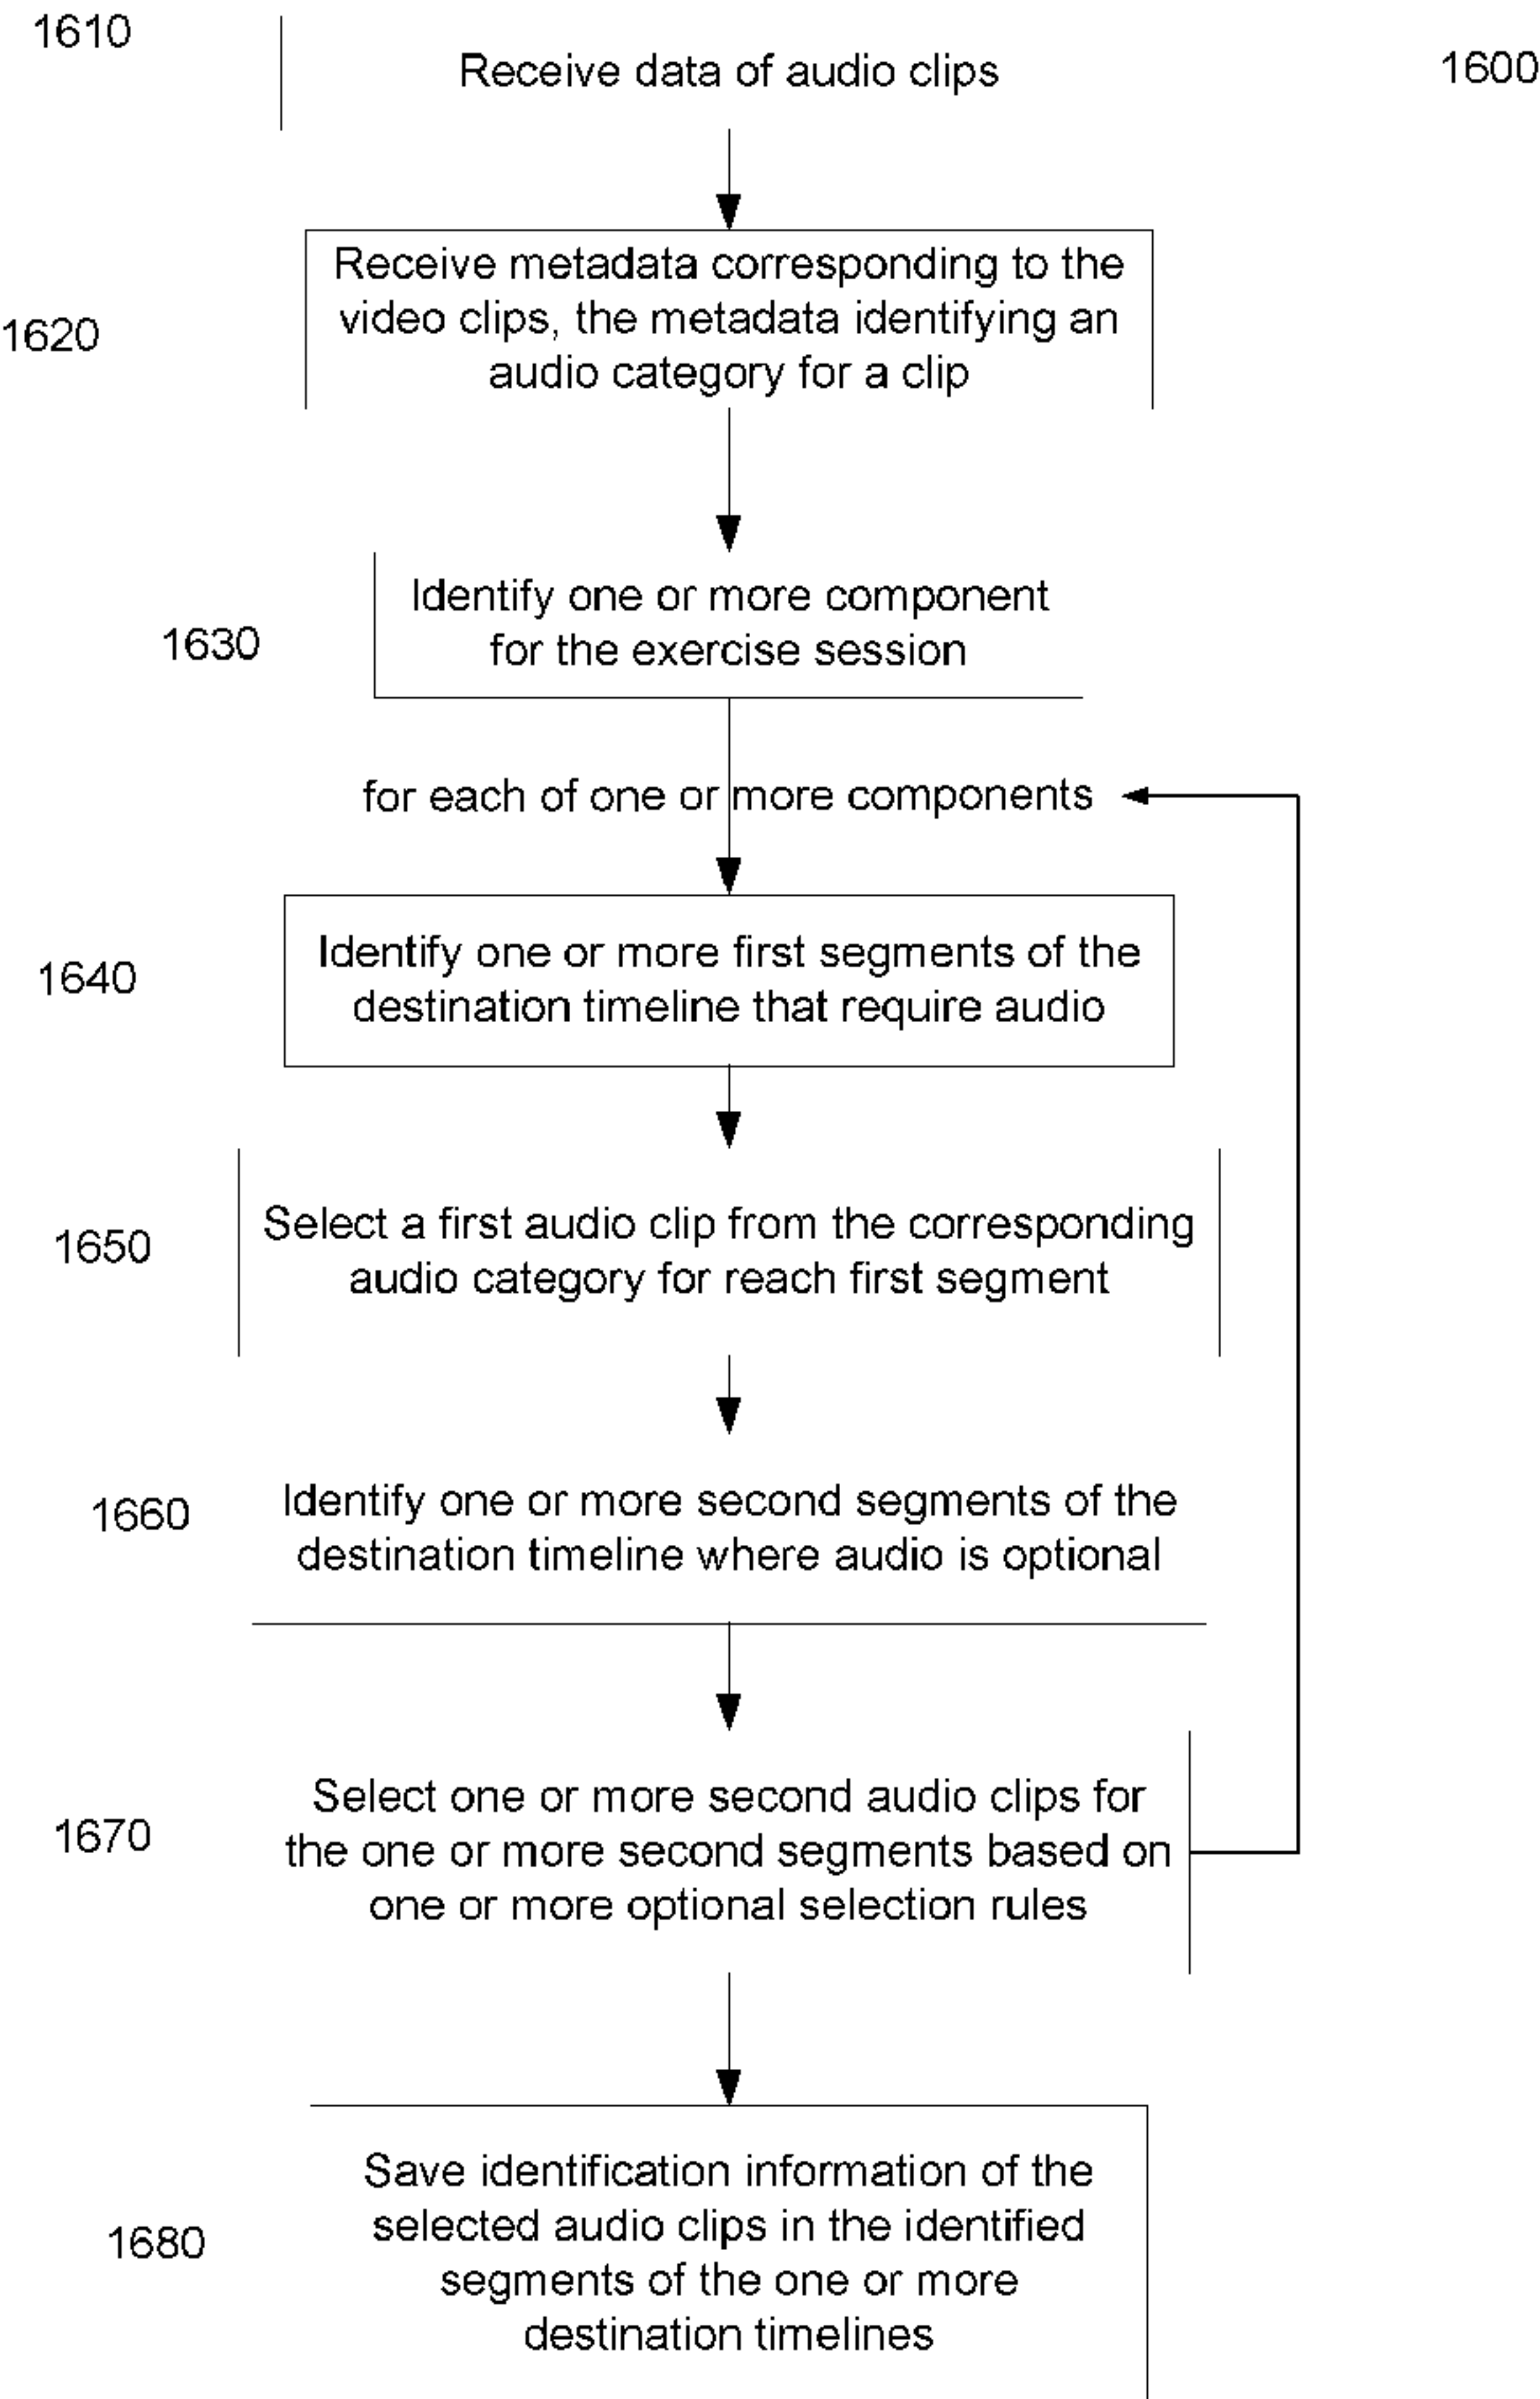 1610
Receive data of audio clips
1600
Receive metadata corresponding to the
video clips, the metadata identifying an
audio category for a clip
1620
Identify one or more component
for the exercise session
1630
for each of one or more components
Identify one or more first segments of the
destination timeline that require audio
1640
Select a first audio clip from the corresponding
audio category for reach first segment
1650
Identify one or more second segments of the
destination timeline where audio is optional
1660
Select one or more second audio clips for
the one or more second segments based on
one or more optional selection rules
1670
Save identification information of the
selected audio clips in the identified
segments of the one or more
destination timelines
1680